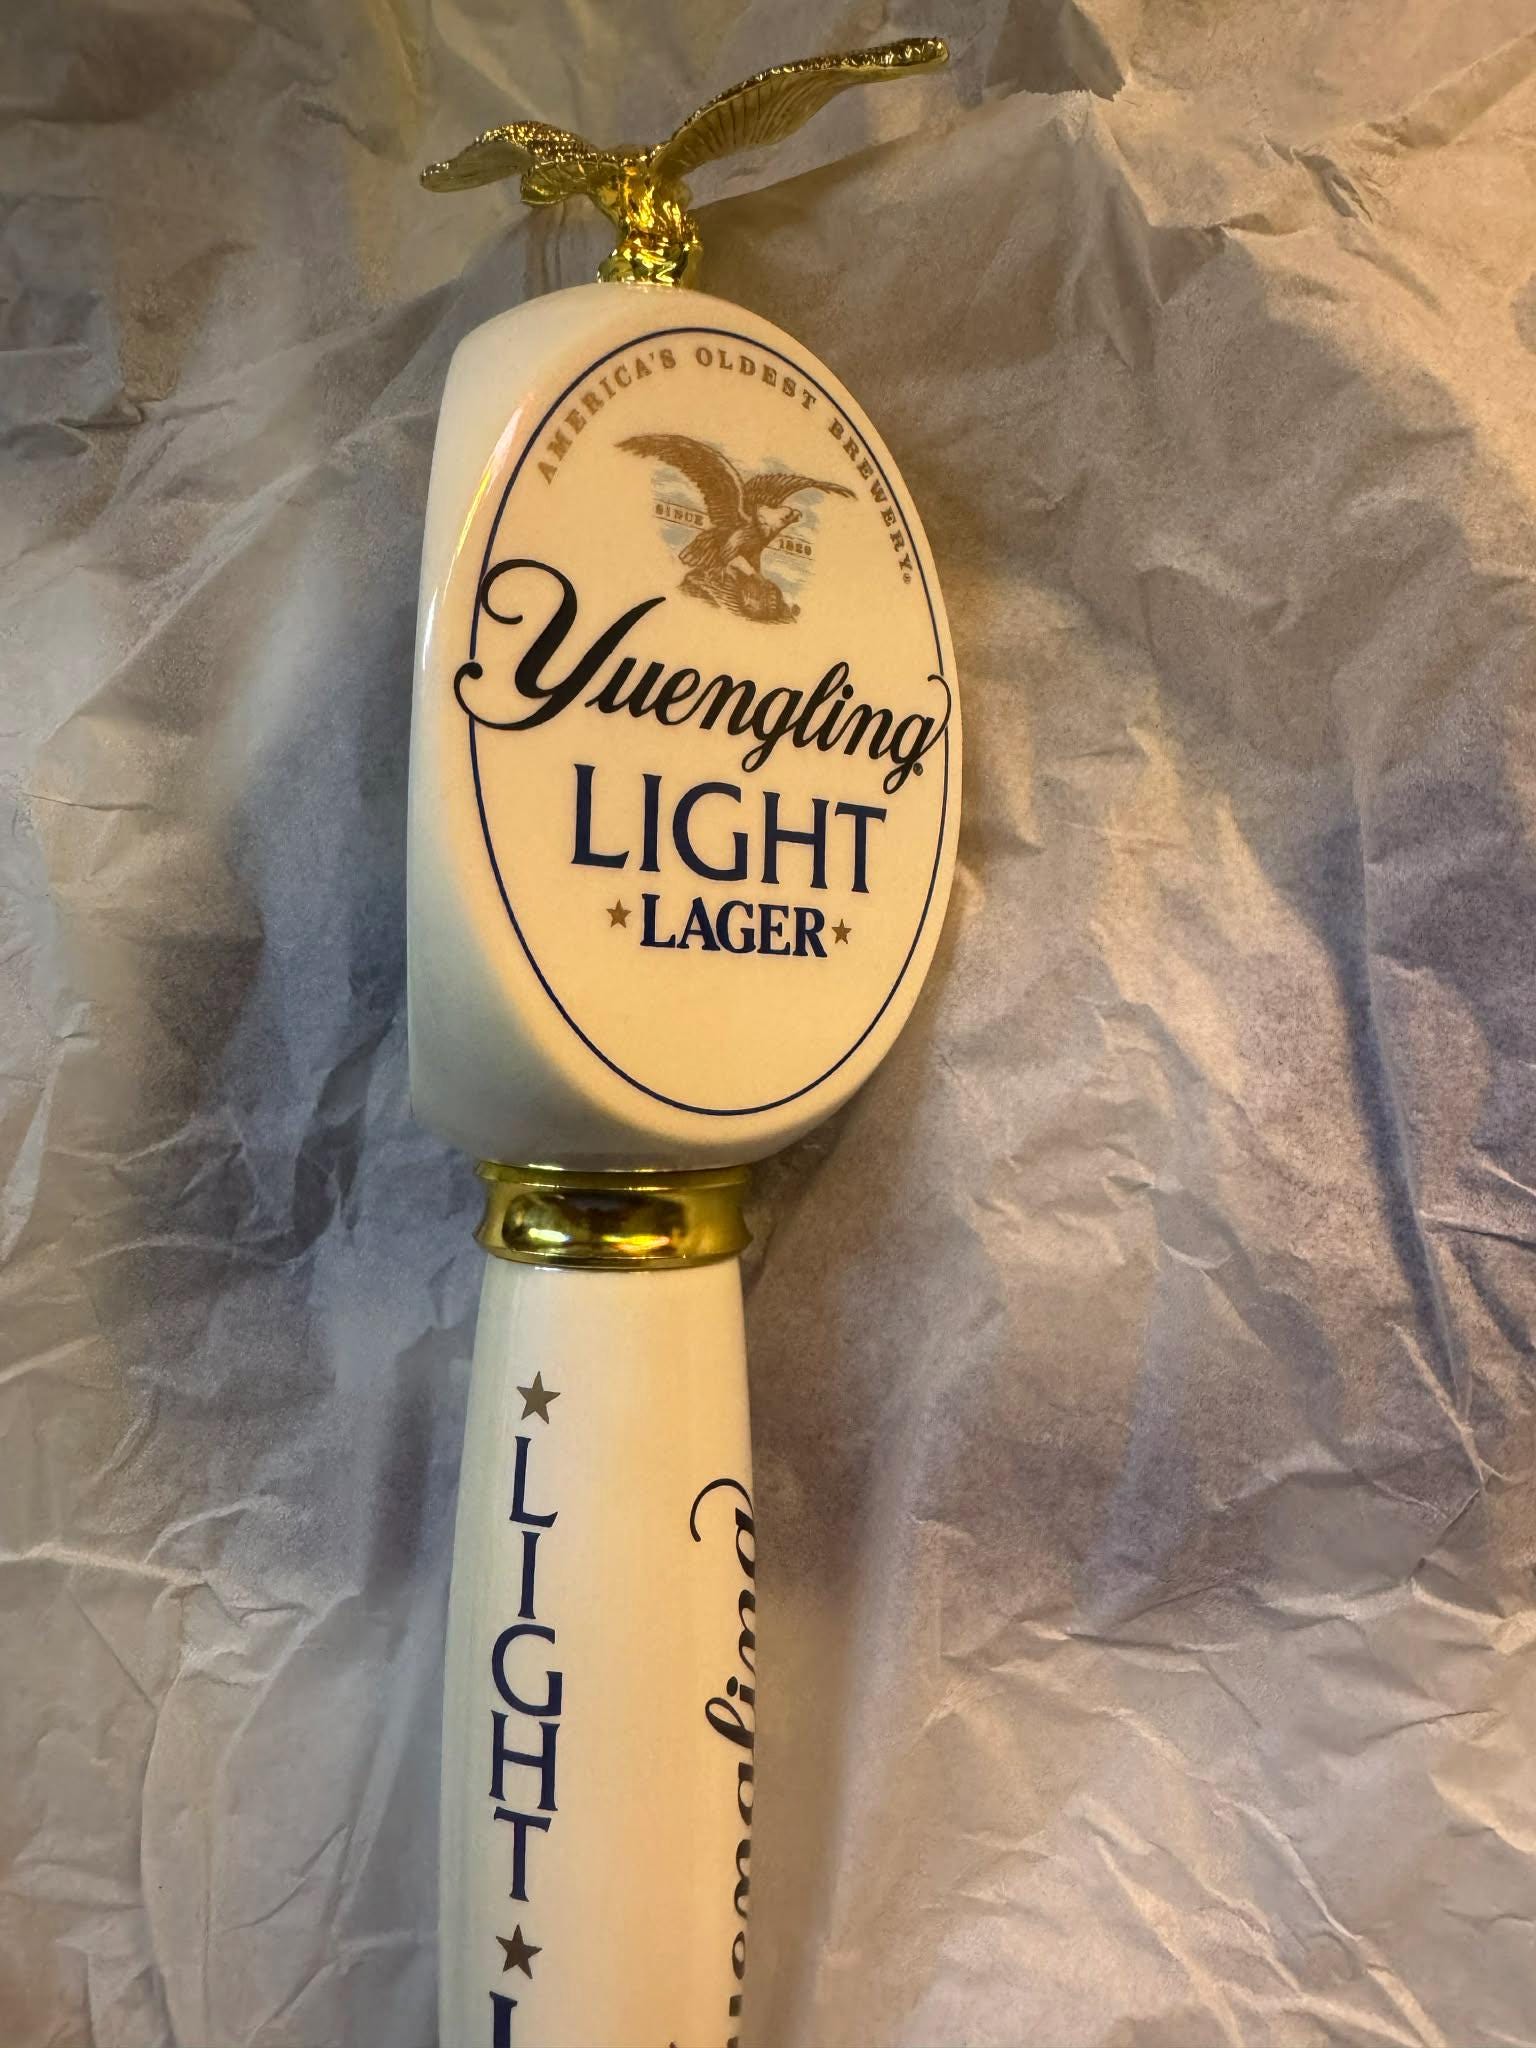 AMERICA'S OLDEST BREWERY®
SINCE 1829
Yuengling®
LIGHT
★LAGER★
★
LIGHT
★
L
Yuengling